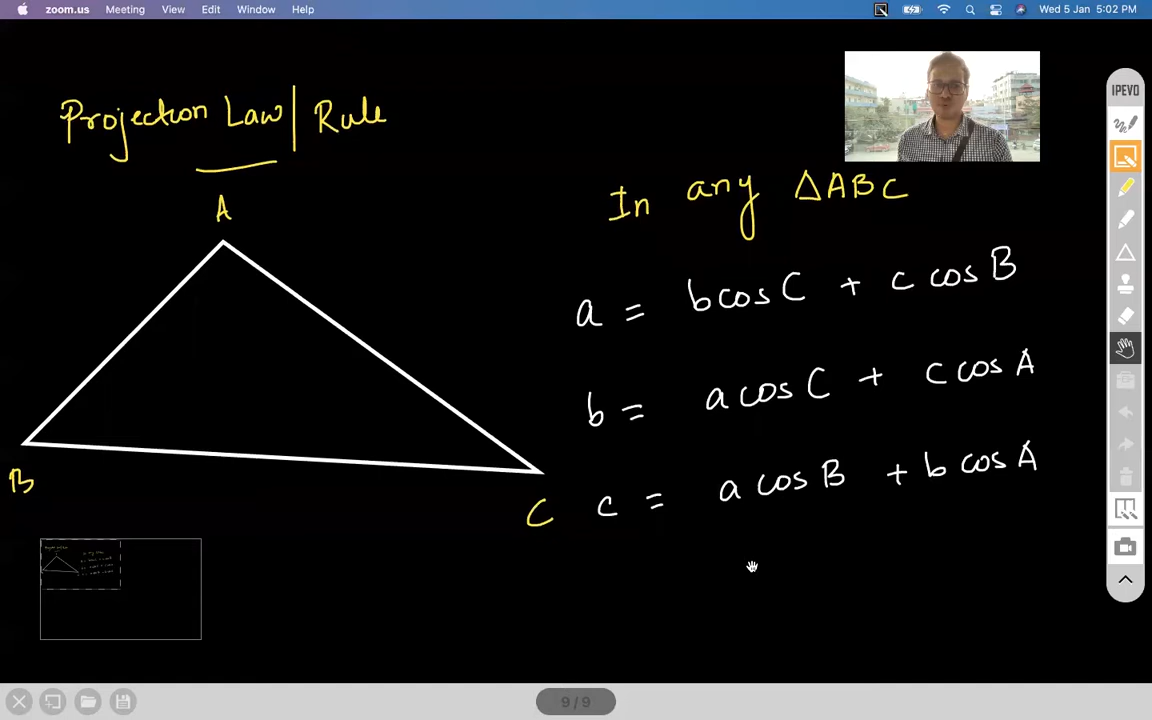 zoom.us Meeting View Edit Window Help Wed 5 Jan 5:02 PM
IPEVO
Projection Law | Rule
In any ΔABC
A
a = b cos C + c cos B
b = a cos C + c cos A
B
C
c = a cos B + b cos A
9 / 9